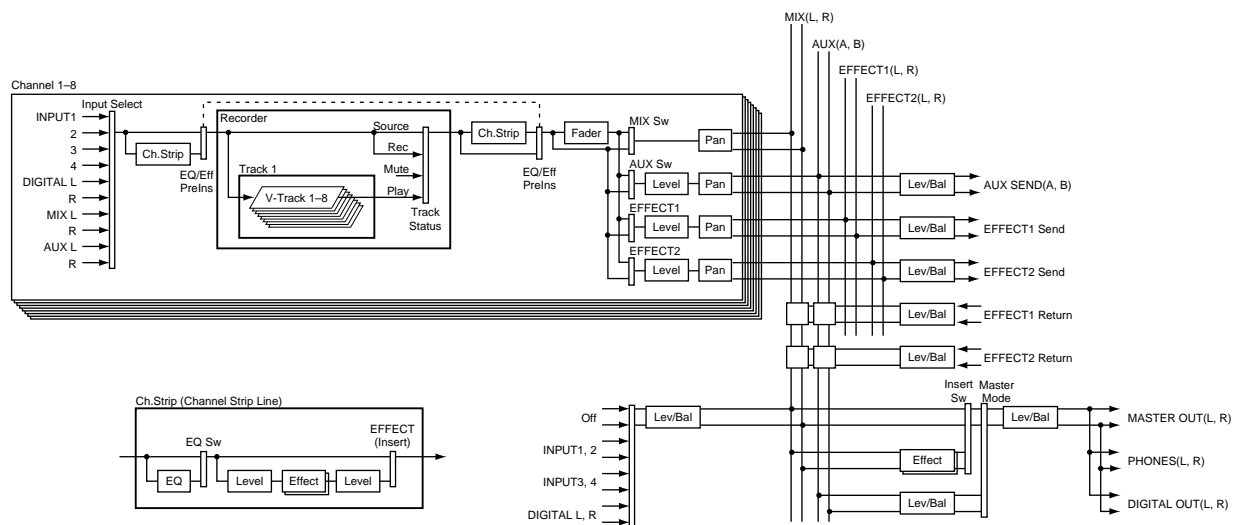 MIX(L, R)
AUX(A, B)
EFFECT1(L, R)
EFFECT2(L, R)
Channel 1–8
Input Select
INPUT1
2
3
4
DIGITAL L
R
MIX L
R
AUX L
R
Ch.Strip
EQ/Eff
PreIns
Recorder
Source
Rec
Mute
Play
Track 1
V-Track 1–8
Track
Status
Ch.Strip
EQ/Eff
PreIns
Fader
MIX Sw
Pan
AUX Sw
Level
Pan
EFFECT1
Level
Pan
EFFECT2
Level
Pan
Lev/Bal
AUX SEND(A, B)
Lev/Bal
EFFECT1 Send
Lev/Bal
EFFECT2 Send
Lev/Bal
EFFECT1 Return
Lev/Bal
EFFECT2 Return
Ch.Strip (Channel Strip Line)
EQ Sw
EQ
Level
Effect
Level
EFFECT
(Insert)
Off
INPUT1, 2
INPUT3, 4
DIGITAL L, R
Lev/Bal
Insert
Sw
Master
Mode
Effect
Lev/Bal
Lev/Bal
MASTER OUT(L, R)
PHONES(L, R)
DIGITAL OUT(L, R)